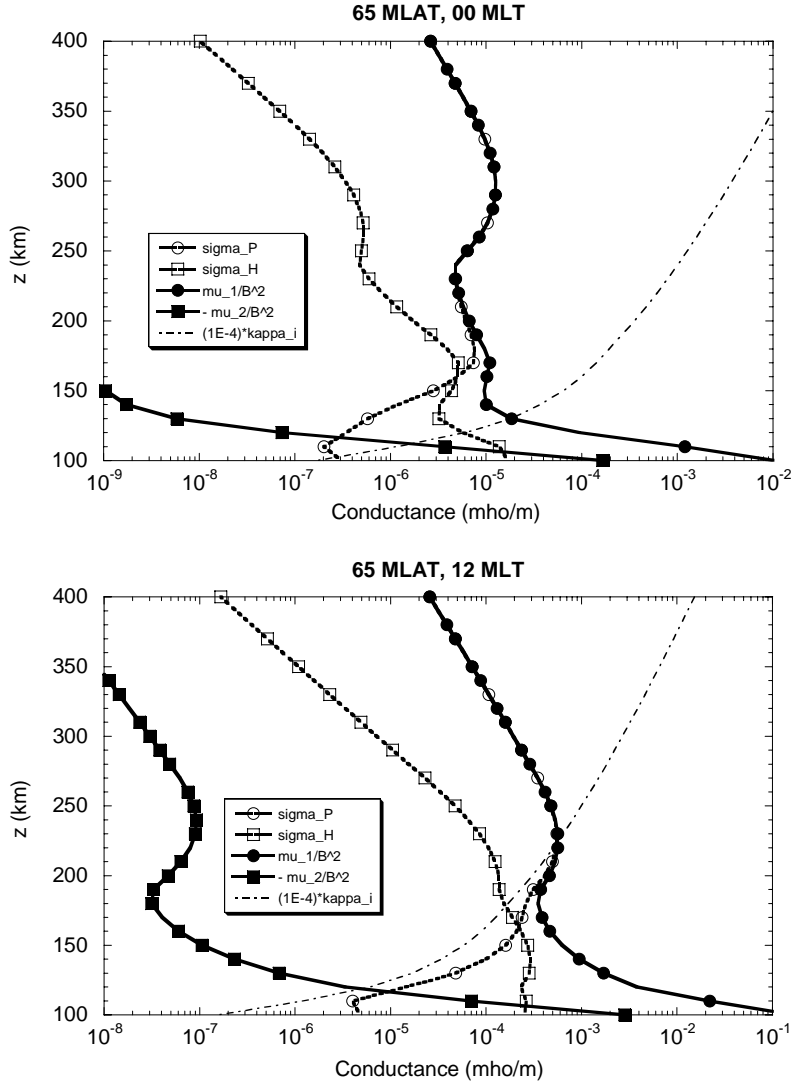 65 MLAT, 00 MLT
400
350
300
250
200
150
100
z (km)
sigma_P
sigma_H
mu_1/B^2
- mu_2/B^2
(1E-4)*kappa_i
10^-9 10^-8 10^-7 10^-6 10^-5 10^-4 10^-3 10^-2
Conductance (mho/m)
65 MLAT, 12 MLT
400
350
300
250
200
150
100
z (km)
sigma_P
sigma_H
mu_1/B^2
- mu_2/B^2
(1E-4)*kappa_i
10^-8 10^-7 10^-6 10^-5 10^-4 10^-3 10^-2 10^-1
Conductance (mho/m)